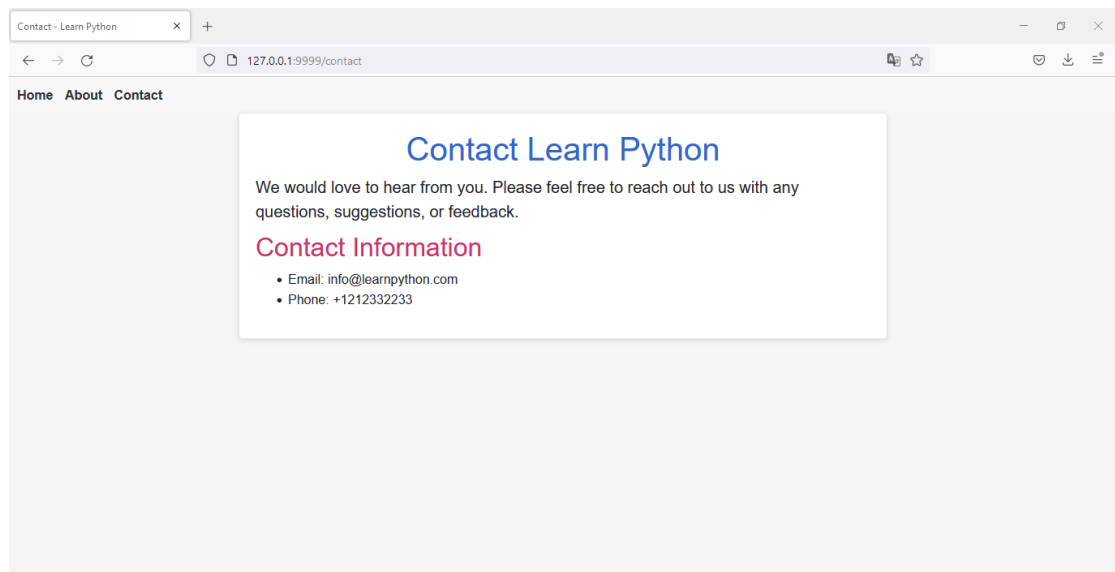 Contact - Learn Python
127.0.0.1:9999/contact
Home About Contact
Contact Learn Python
We would love to hear from you. Please feel free to reach out to us with any
questions, suggestions, or feedback.
Contact Information
• Email: info@learnpython.com
• Phone: +1212332233